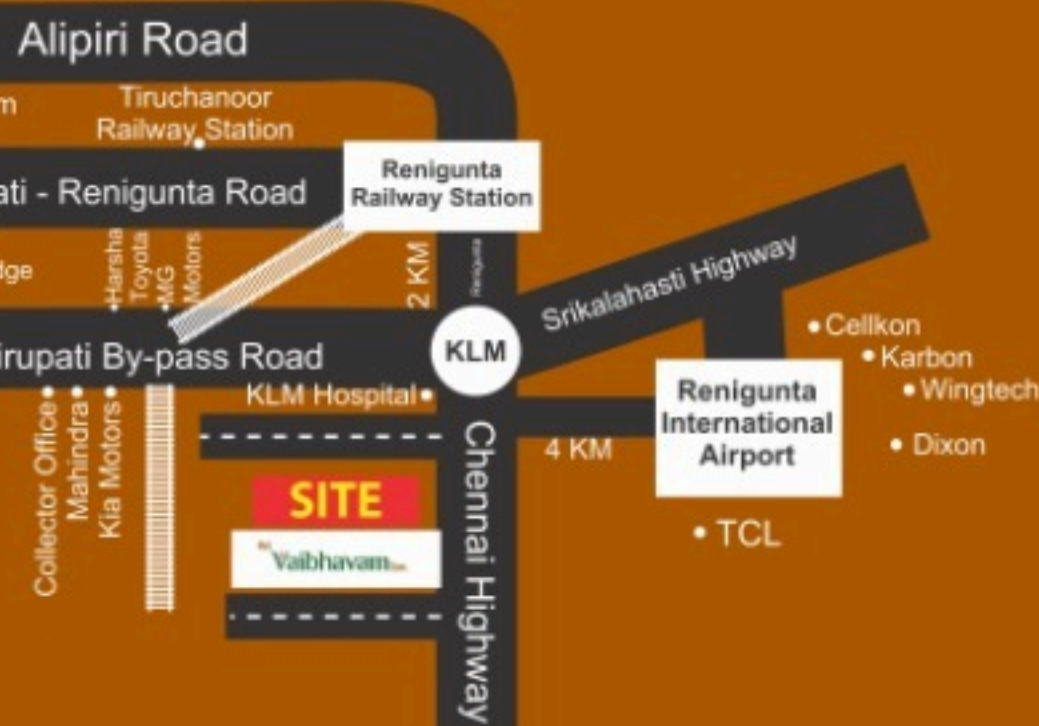 Alipiri Road
m
Tiruchanoor
Railway Station
ati - Renigunta Road
Renigunta
Railway Station
dge
Harsha
Toyota
MG
Motors
2 KM
Renigunta
Srikalahasti Highway
irupati By-pass Road
KLM
Cellkon
Karbon
Wingtech
Dixon
KLM Hospital
Renigunta
International
Airport
4 KM
Collector Office
Mahindra
Kia Motors
Chennai Highway
SITE
Vaibhavam
TCL